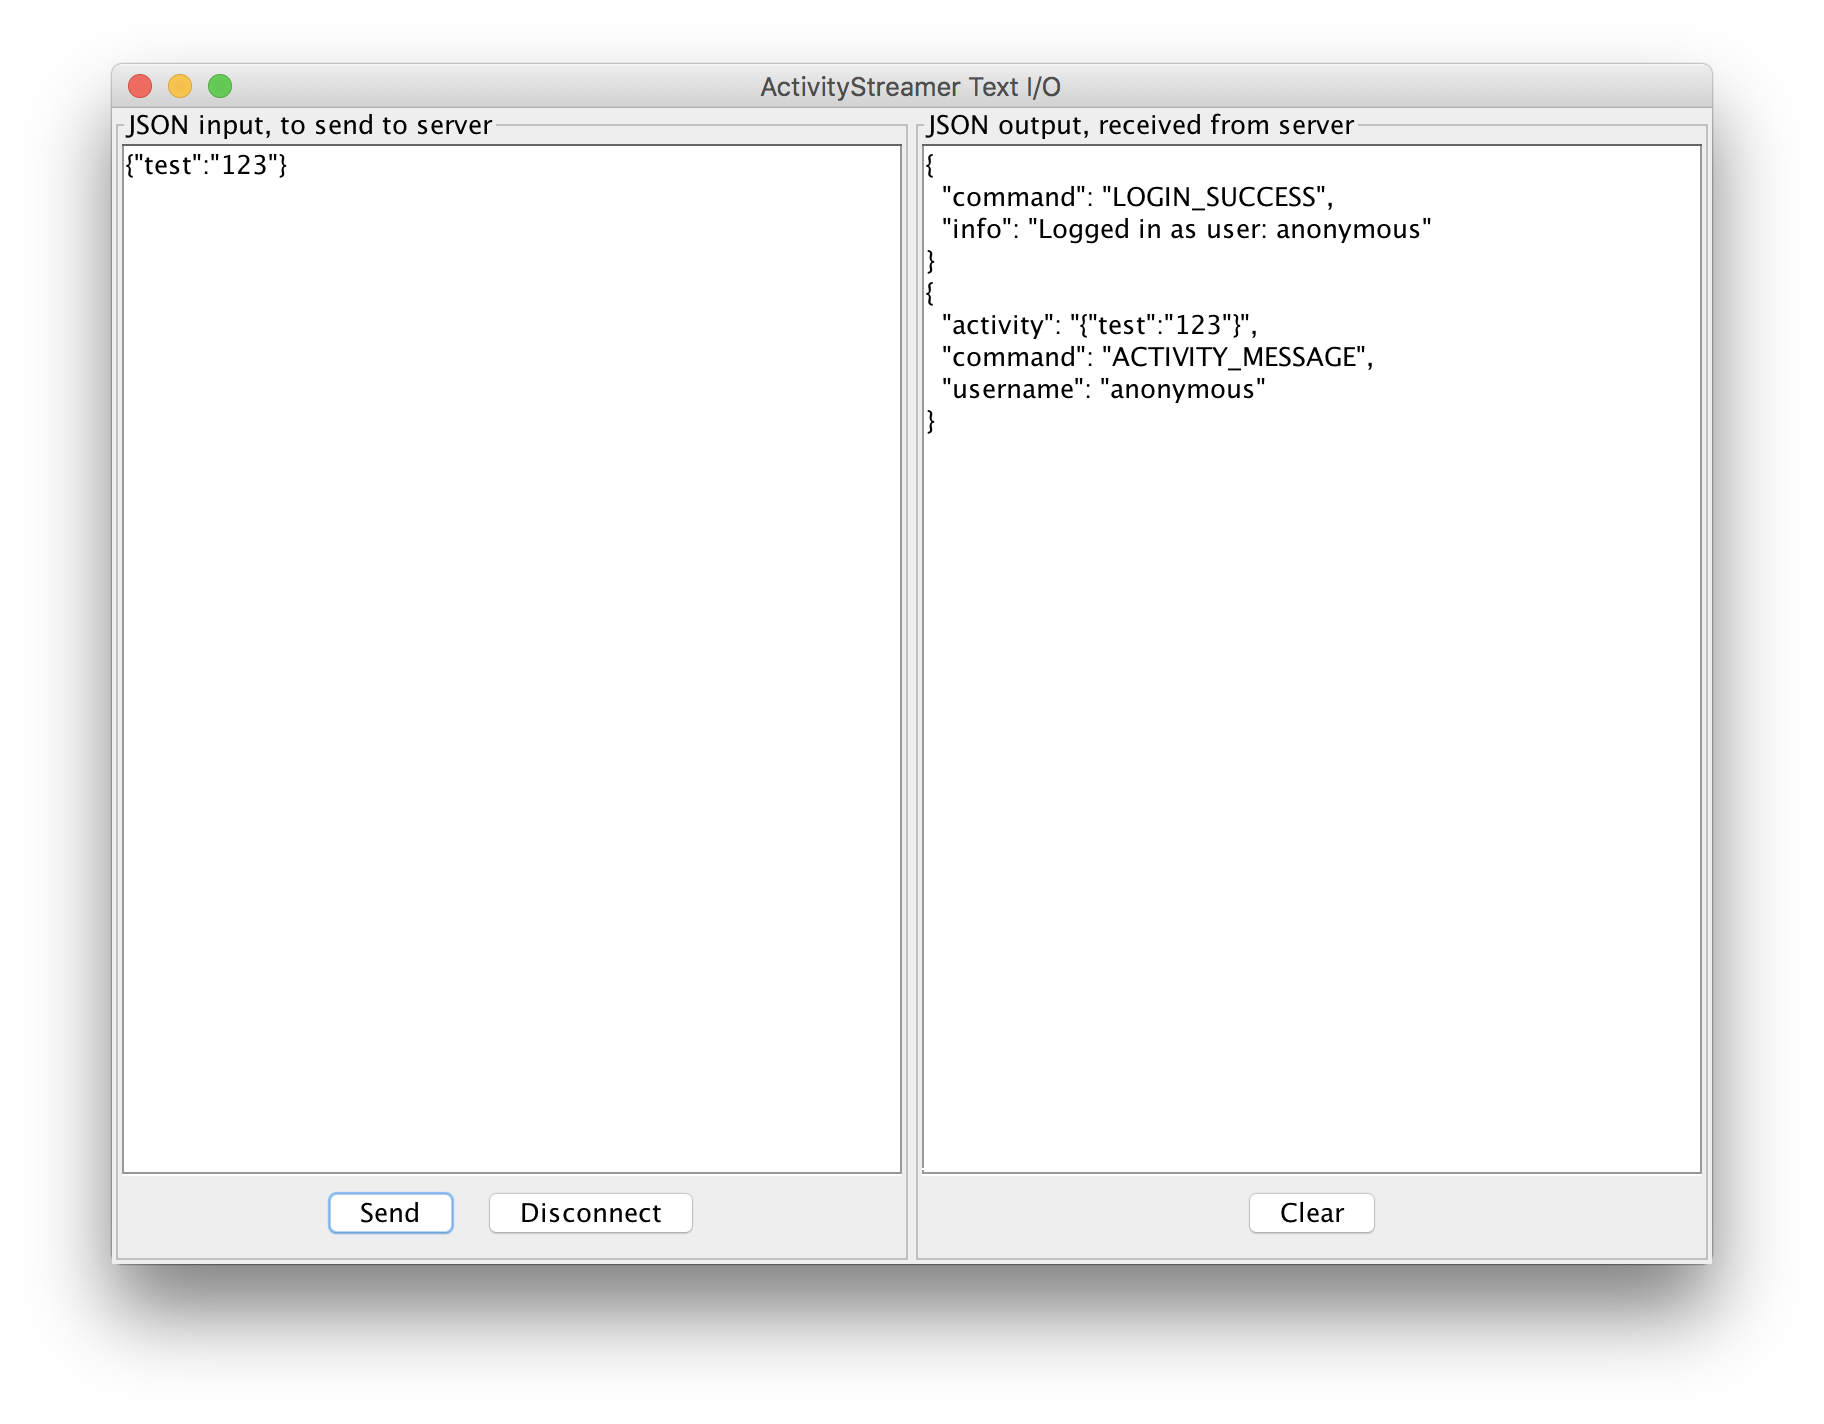 ActivityStreamer Text I/O
JSON input, to send to server
{"test":"123"}
Send
Disconnect
JSON output, received from server
{
  "command": "LOGIN_SUCCESS",
  "info": "Logged in as user: anonymous"
}
{
  "activity": "{"test":"123"}",
  "command": "ACTIVITY_MESSAGE",
  "username": "anonymous"
}
Clear